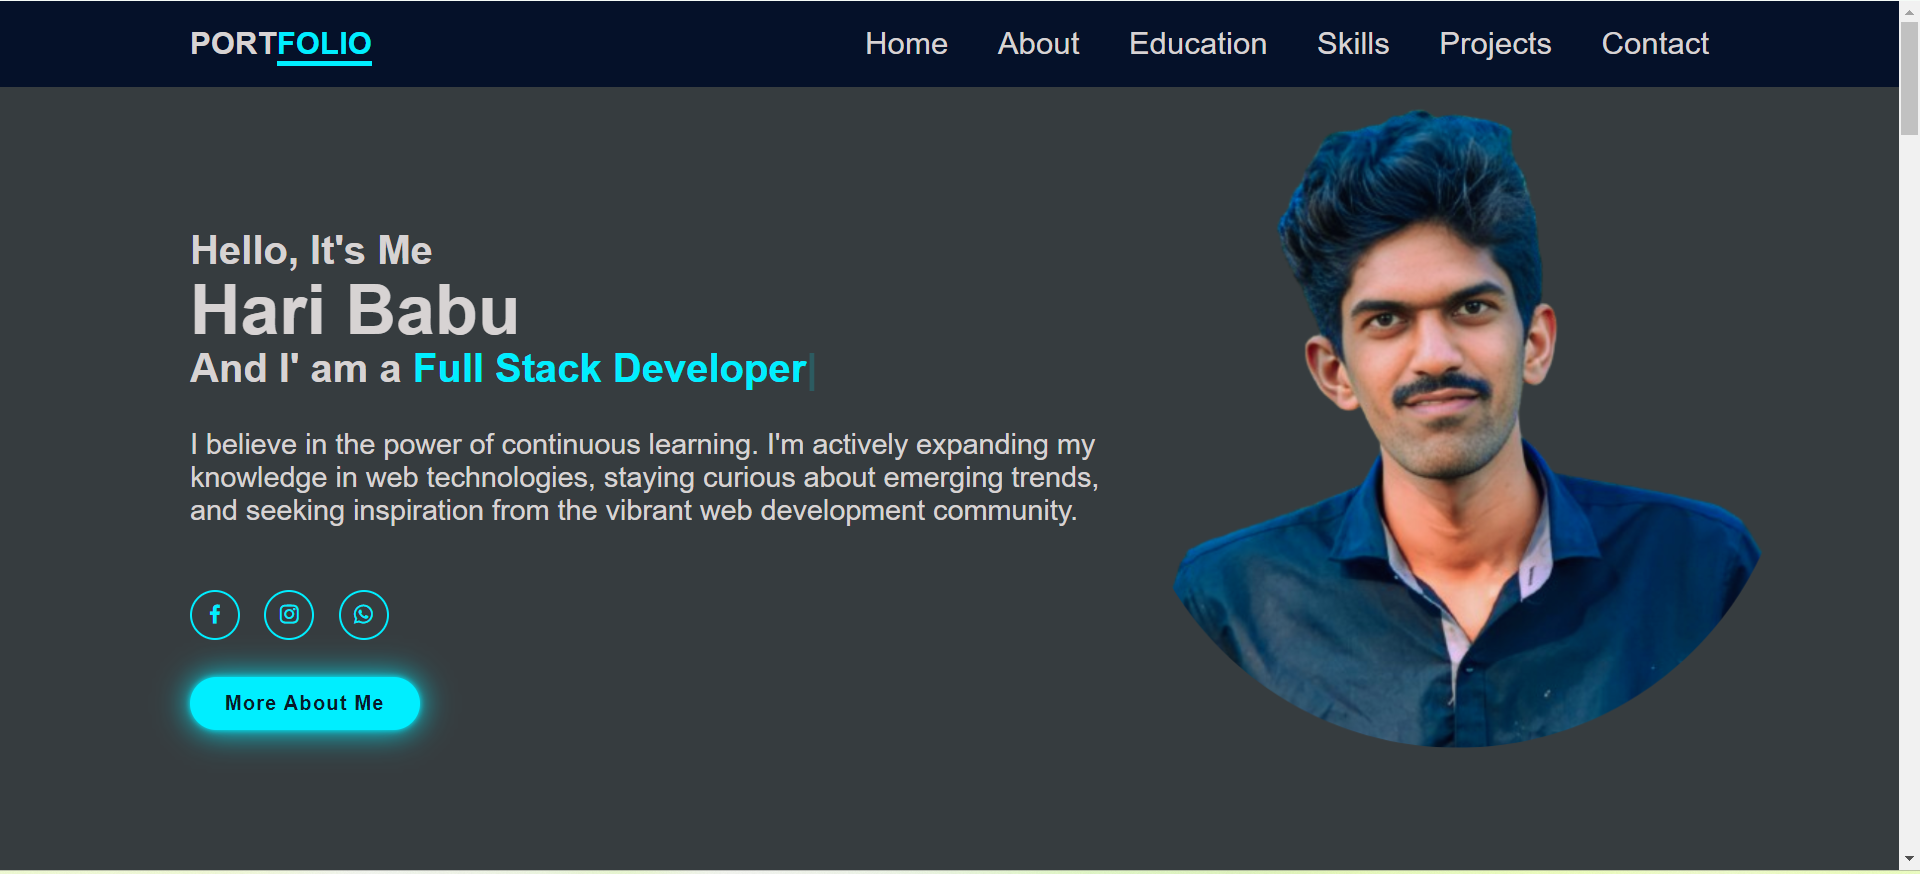 PORTFOLIO Home About Education Skills Projects Contact
Hello, It's Me
Hari Babu
And I' am a Full Stack Developer
I believe in the power of continuous learning. I'm actively expanding my
knowledge in web technologies, staying curious about emerging trends,
and seeking inspiration from the vibrant web development community.
More About Me